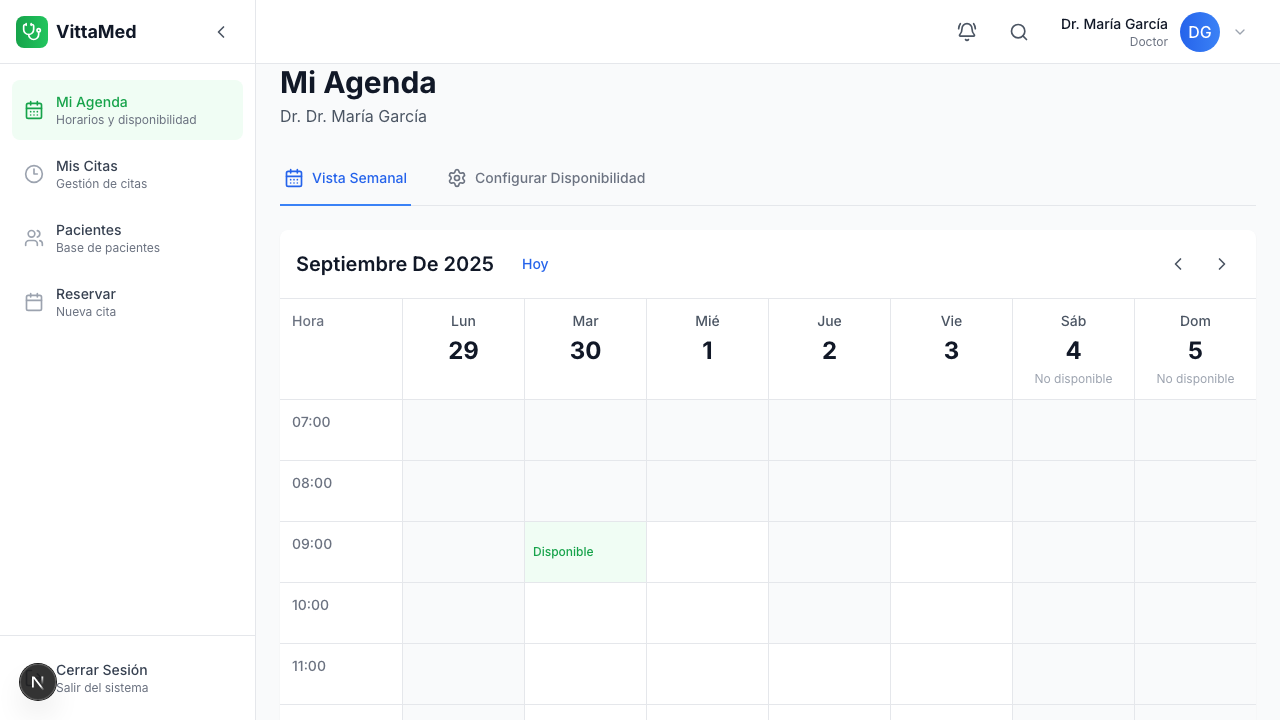 VittaMed
Dr. María García
Doctor
DG
Mi Agenda
Horarios y disponibilidad
Mis Citas
Gestión de citas
Pacientes
Base de pacientes
Reservar
Nueva cita
Cerrar Sesión
Salir del sistema
N
Mi Agenda
Dr. Dr. María García
Vista Semanal
Configurar Disponibilidad
Septiembre De 2025
Hoy
Hora
Lun
29
Mar
30
Mié
1
Jue
2
Vie
3
Sáb
4
No disponible
Dom
5
No disponible
07:00
08:00
09:00
Disponible
10:00
11:00